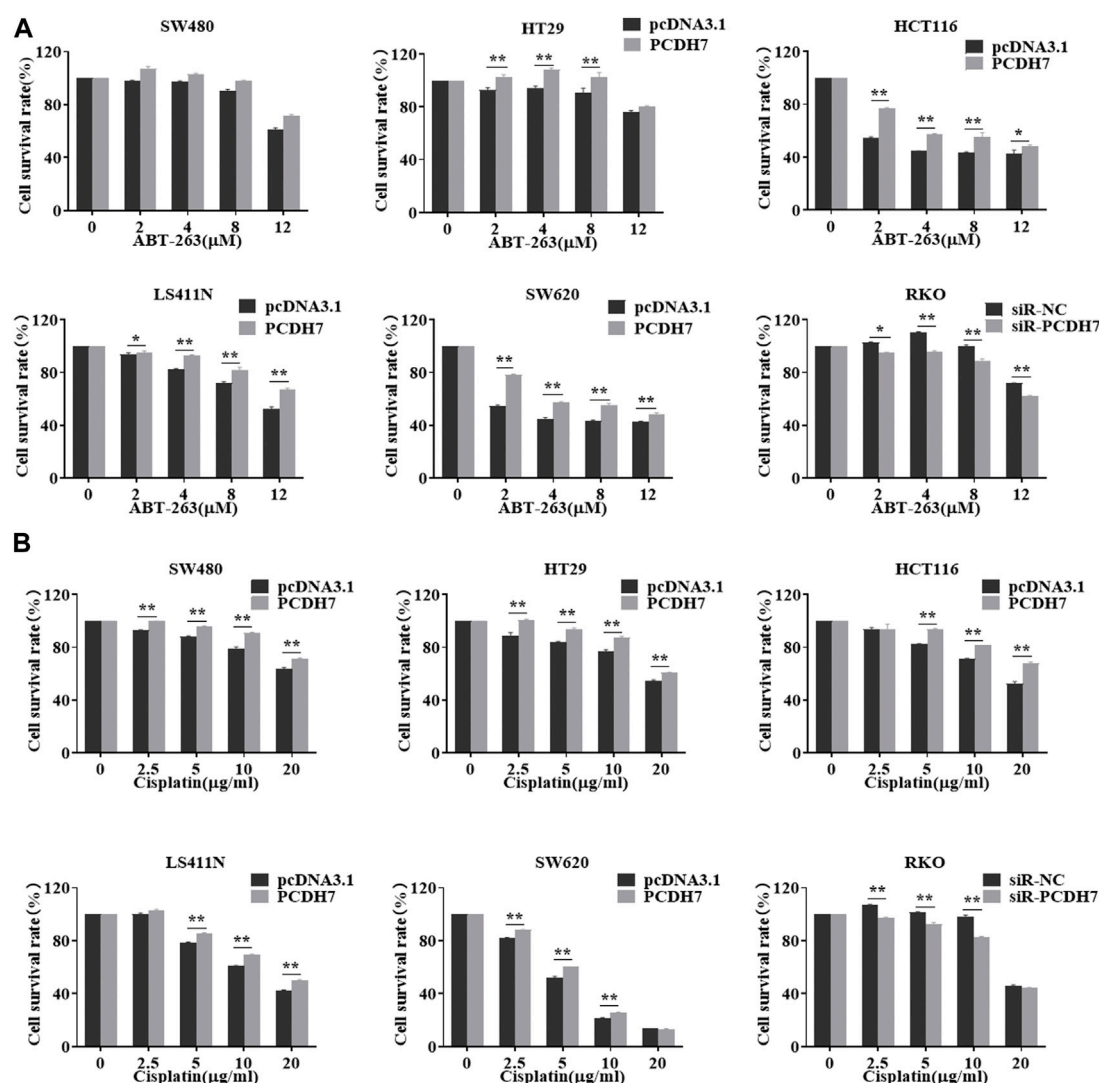 A
SW480
Cell survival rate(%)
120
80
40
0
0 2 4 8 12
ABT-263(μM)
HT29
pcDNA3.1
PCDH7
Cell survival rate(%)
120
80
40
0
** ** **
0 2 4 8 12
ABT-263(μM)
HCT116
pcDNA3.1
PCDH7
Cell survival rate(%)
120
80
40
0
** ** ** *
0 2 4 8 12
ABT-263(μM)
LS411N
pcDNA3.1
PCDH7
Cell survival rate(%)
120
80
40
0
* ** ** **
0 2 4 8 12
ABT-263(μM)
SW620
pcDNA3.1
PCDH7
Cell survival rate(%)
120
80
40
0
** ** ** **
0 2 4 8 12
ABT-263(μM)
RKO
siR-NC
siR-PCDH7
Cell survival rate(%)
120
80
40
0
* ** ** **
0 2 4 8 12
ABT-263(μM)
B
SW480
pcDNA3.1
PCDH7
Cell survival rate(%)
120
80
40
0
** ** ** **
0 2.5 5 10 20
Cisplatin(μg/ml)
HT29
pcDNA3.1
PCDH7
Cell survival rate(%)
120
80
40
0
** ** ** **
0 2.5 5 10 20
Cisplatin(μg/ml)
HCT116
pcDNA3.1
PCDH7
Cell survival rate(%)
120
80
40
0
** ** **
0 2.5 5 10 20
Cisplatin(μg/ml)
LS411N
pcDNA3.1
PCDH7
Cell survival rate(%)
120
80
40
0
** ** **
0 2.5 5 10 20
Cisplatin(μg/ml)
SW620
pcDNA3.1
PCDH7
Cell survival rate(%)
120
80
40
0
** ** **
0 2.5 5 10 20
Cisplatin(μg/ml)
RKO
siR-NC
siR-PCDH7
Cell survival rate(%)
120
80
40
0
** ** **
0 2.5 5 10 20
Cisplatin(μg/ml)